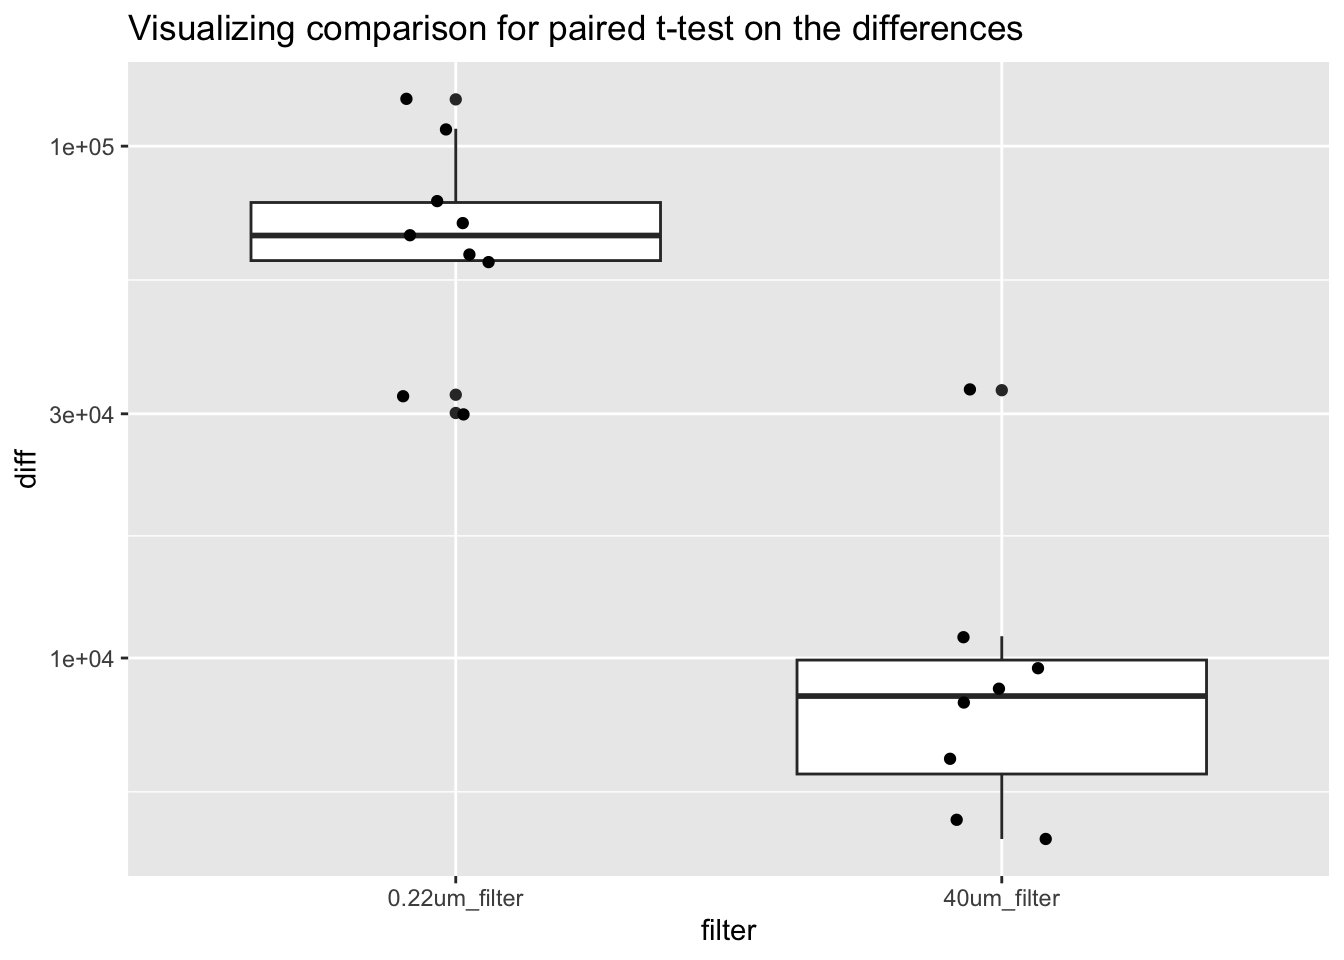 Visualizing comparison for paired t-test on the differences
1e+05
3e+04
1e+04
diff
0.22um_filter
40um_filter
filter